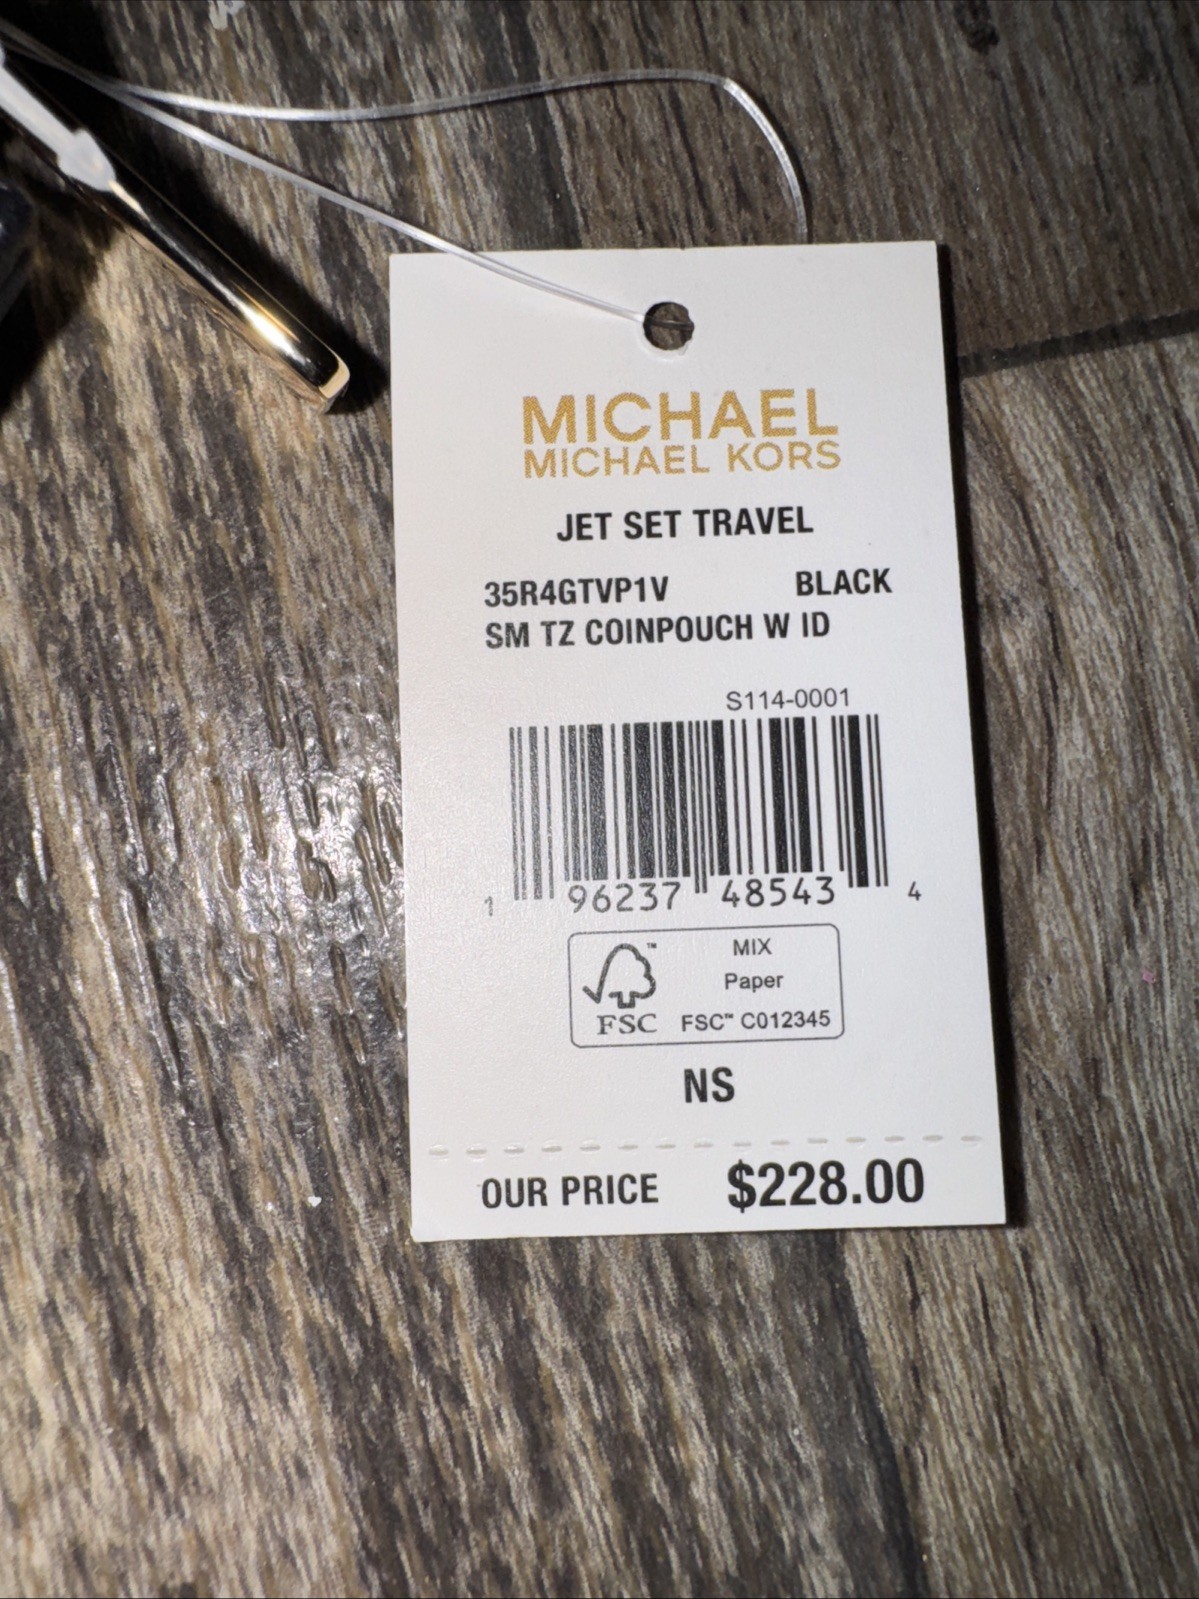 MICHAEL
MICHAEL KORS
JET SET TRAVEL
35R4GTVP1V BLACK
SM TZ COINPOUCH W ID
S114-0001
1 96237 48543 4
MIX
Paper
FSC™ C012345
™
FSC
NS
OUR PRICE $228.00